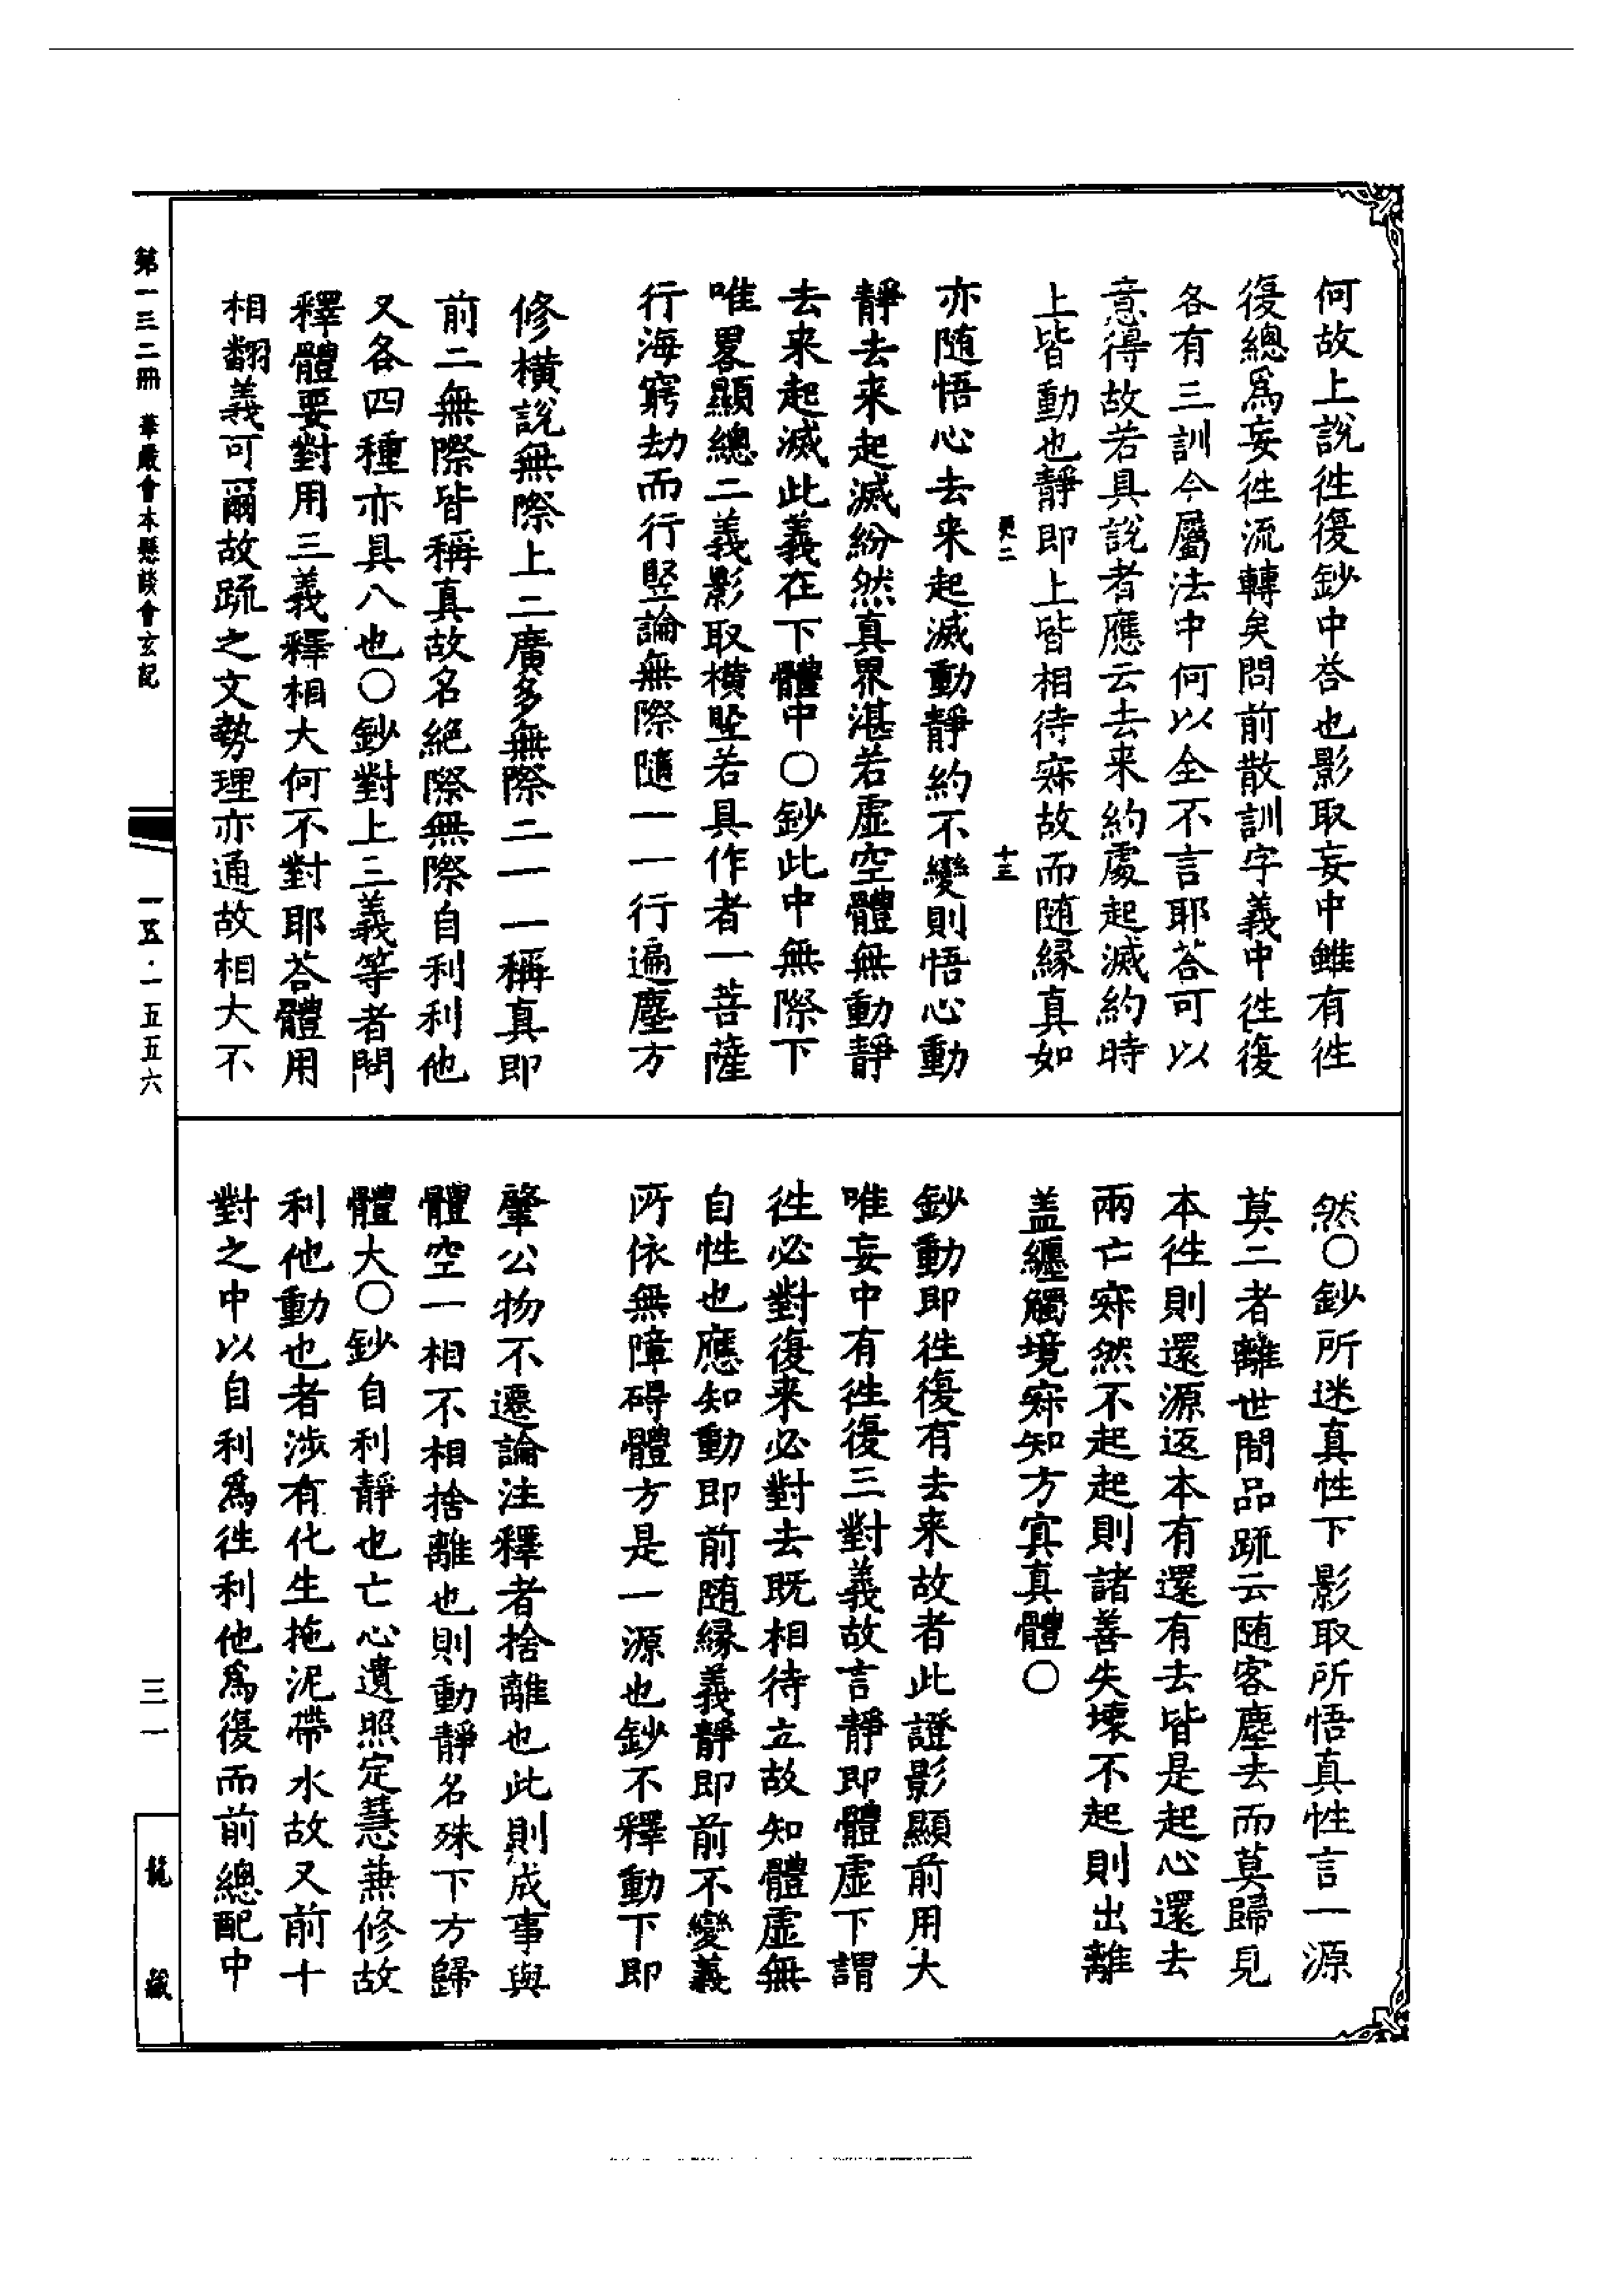 何故上說徃復鈔中荅也影取妄中雖有徃
復總爲妄徃流轉矣問前散訓字義中徃復
各有三訓今屬法中何以全不言耶荅可以
意得故若具說者應云去来約處起滅約時
上皆動也靜即上皆相待寂故而随縁真如
十三
亦随悟心去来起滅動靜約不變則悟心動
靜去来起滅紛然真界湛若虛空體無動靜
去来起滅此義在下體中〇鈔此中無際下
唯畧顯總二義影取橫竪若具作者一菩薩
行海窮劫而行竪論無際隨一一行遍塵方
修橫說無際上二廣多無際二一一稱真即
前二無際皆稱真故名絕際無際自利利他
又各四種亦具八也〇鈔對上三義等者問
釋體要對用三義釋相大何不對耶荅體用
相翻義可爾故疏之文勢理亦通故相大不
然〇鈔所迷真性下影取所悟真性言一源
莫二者離世間品疏云随客塵去而莫歸見
本徃則還源返本有還有去皆是起心還去
兩亡寂然不起起則諸善失壞不起則出離
盖纏觸境寂知方寘真體〇
鈔動即徃復有去来故者此證影顯前用大
唯妄中有徃復三對義故言靜即體虛下謂
徃必對復来必對去既相待立故知體虛無
自性也應知動即前随縁義靜即前不變義
所依無障碍體方是一源也鈔不釋動下即
肇公物不遷論注釋者捨離也此則成事與
體空一相不相捨離也則動靜名殊下方歸
體大〇鈔自利靜也亡心遺照定慧兼修故
利他動也者涉有化生拖泥帶水故又前十
對之中以自利爲徃利他爲復而前總配中
第一三二冊 華嚴會本懸談會玄記
一五·一五五六
三一
龍藏